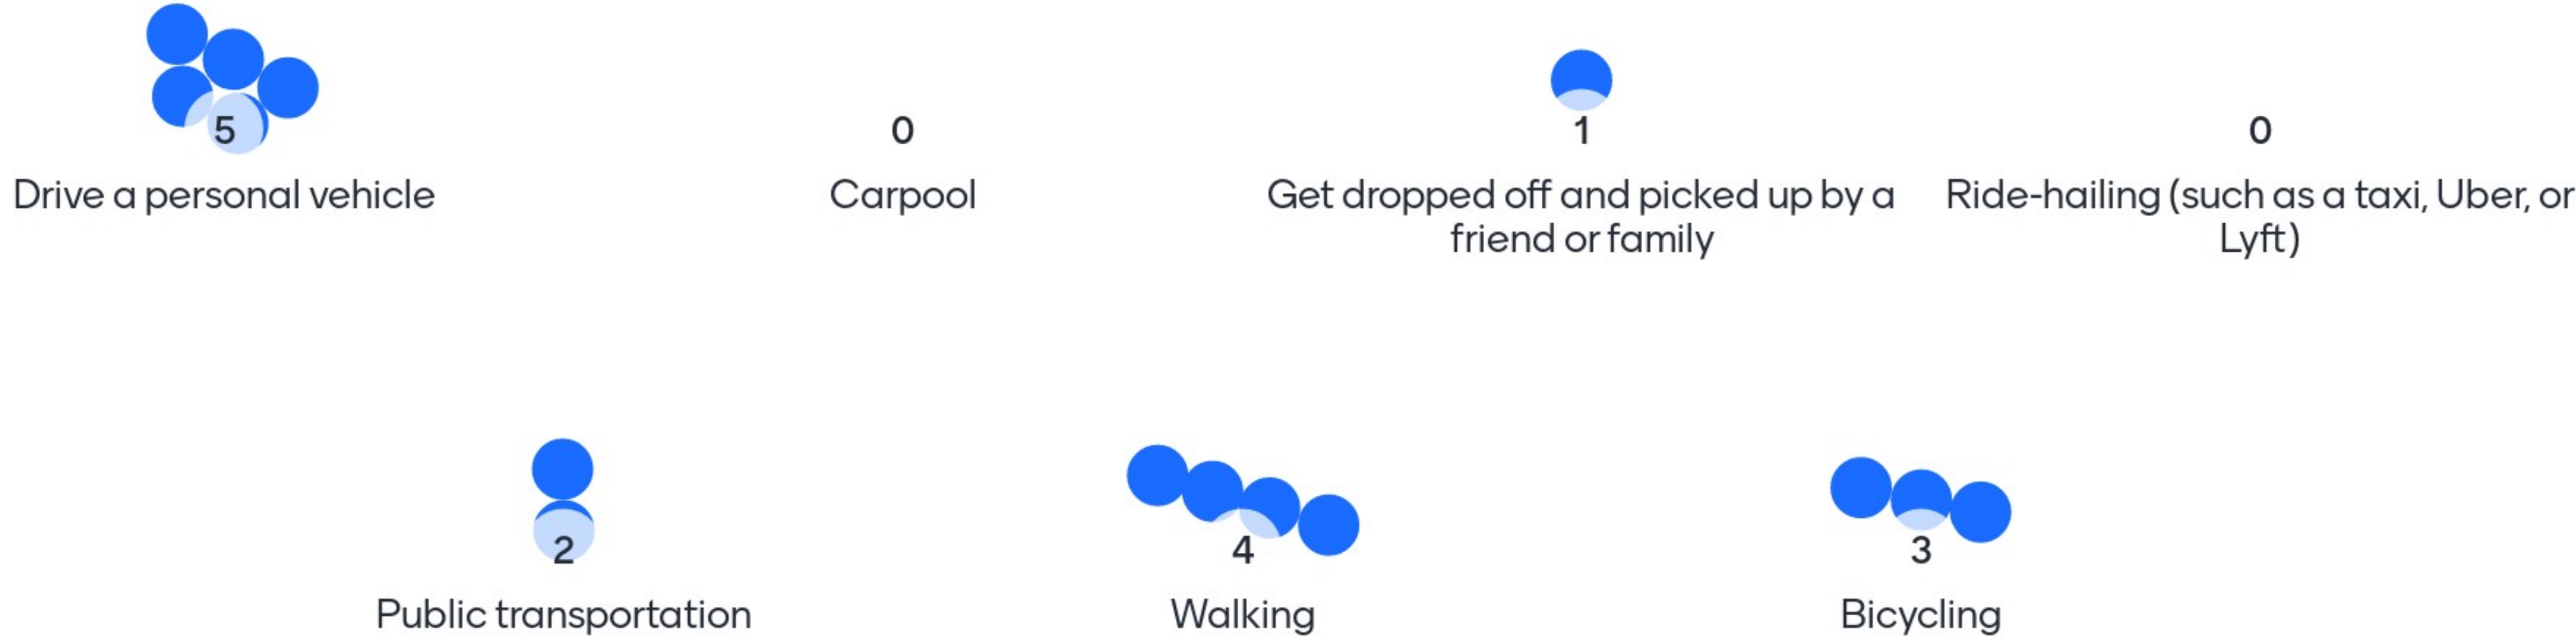 5
Drive a personal vehicle
0
Carpool
1
Get dropped off and picked up by a
friend or family
0
Ride-hailing (such as a taxi, Uber, or
Lyft)
2
Public transportation
4
Walking
3
Bicycling